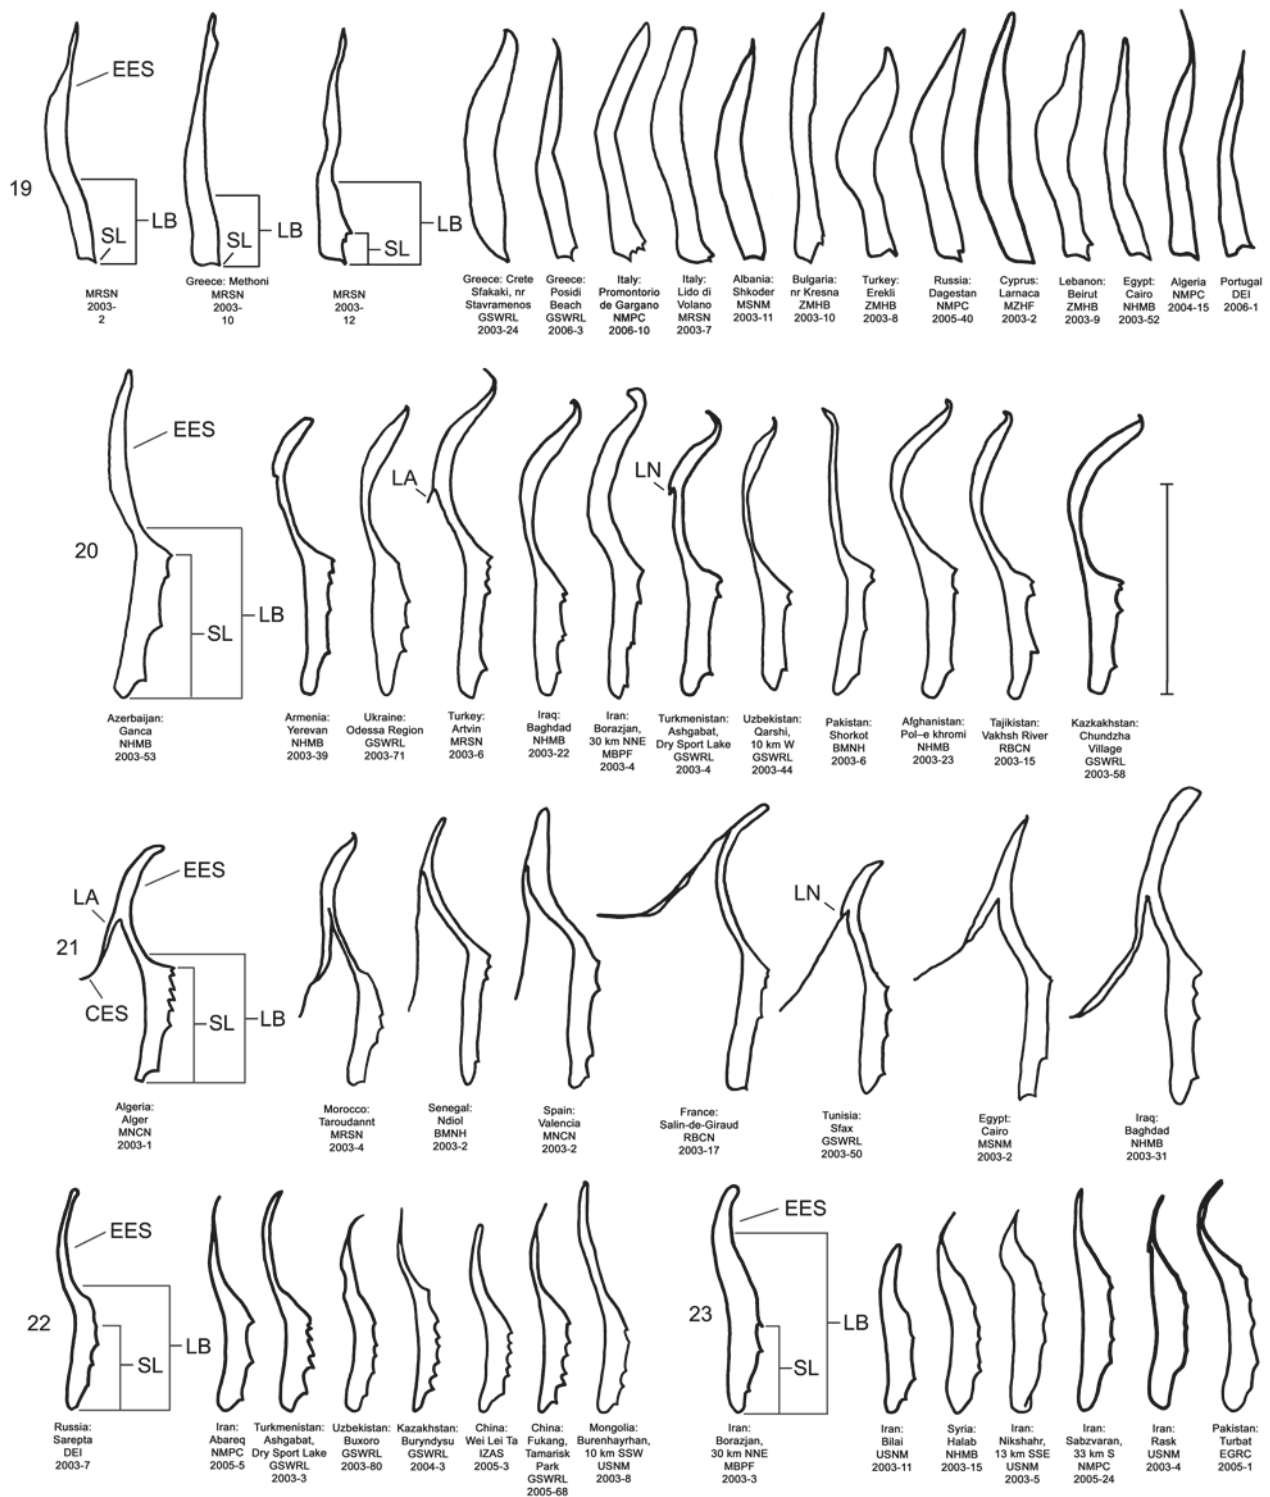 19
EES
SL
LB
MRSN
2003-
2
SL
LB
Greece: Methoni
MRSN
2003-
10
SL
LB
MRSN
2003-
12
Greece: Crete
Sfakaki, nr
Stavramenos
GSWRL
2003-24
Greece:
Posidi
Beach
GSWRL
2006-3
Italy:
Promontorio
de Gargano
NMPC
2006-10
Italy:
Lido di
Volano
MRSN
2003-7
Albania:
Shkoder
MSNM
2003-11
Bulgaria:
nr Kresna
ZMHB
2003-10
Turkey:
Erekli
ZMHB
2003-8
Russia:
Dagestan
NMPC
2005-40
Cyprus:
Larnaca
MZHF
2003-2
Lebanon:
Beirut
ZMHB
2003-9
Egypt:
Cairo
NHMB
2003-52
Algeria
NMPC
2004-15
Portugal
DEI
2006-1
20
EES
SL
LB
LA
LN
Azerbaijan:
Ganca
NHMB
2003-53
Armenia:
Yerevan
NHMB
2003-39
Ukraine:
Odessa Region
GSWRL
2003-71
Turkey:
Artvin
MRSN
2003-6
Iraq:
Baghdad
NHMB
2003-22
Iran:
Borazjan,
30 km NNE
MBPF
2003-4
Turkmenistan:
Ashgabat,
Dry Sport Lake
GSWRL
2003-4
Uzbekistan:
Qarshi,
10 km W
GSWRL
2003-44
Pakistan:
Shorkot
BMNH
2003-6
Afghanistan:
Pol–e khromi
NHMB
2003-23
Tajikistan:
Vakhsh River
RBCN
2003-15
Kazkakhstan:
Chundzha
Village
GSWRL
2003-58
21
EES
LA
CES
SL
LB
LN
Algeria:
Alger
MNCN
2003-1
Morocco:
Taroudannt
MRSN
2003-4
Senegal:
Ndiol
BMNH
2003-2
Spain:
Valencia
MNCN
2003-2
France:
Salin-de-Giraud
RBCN
2003-17
Tunisia:
Sfax
GSWRL
2003-50
Egypt:
Cairo
MSNM
2003-2
Iraq:
Baghdad
NHMB
2003-31
22
EES
SL
LB
Russia:
Sarepta
DEI
2003-7
Iran:
Abareq
NMPC
2005-5
Turkmenistan:
Ashgabat,
Dry Sport Lake
GSWRL
2003-3
Uzbekistan:
Buxoro
GSWRL
2003-80
Kazakhstan:
Buryndysu
GSWRL
2004-3
China:
Wei Lei Ta
IZAS
2005-3
China:
Fukang,
Tamarisk
Park
GSWRL
2005-68
Mongolia:
Burenhayrhan,
10 km SSW
USNM
2003-8
23
EES
SL
LB
Iran:
Borazjan,
30 km NNE
MBPF
2003-3
Iran:
Bilai
USNM
2003-11
Syria:
Halab
NHMB
2003-15
Iran:
Nikshahr,
13 km SSE
USNM
2003-5
Iran:
Sabzvaran,
33 km S
NMPC
2005-24
Iran:
Rask
USNM
2003-4
Pakistan:
Turbat
EGRC
2005-1